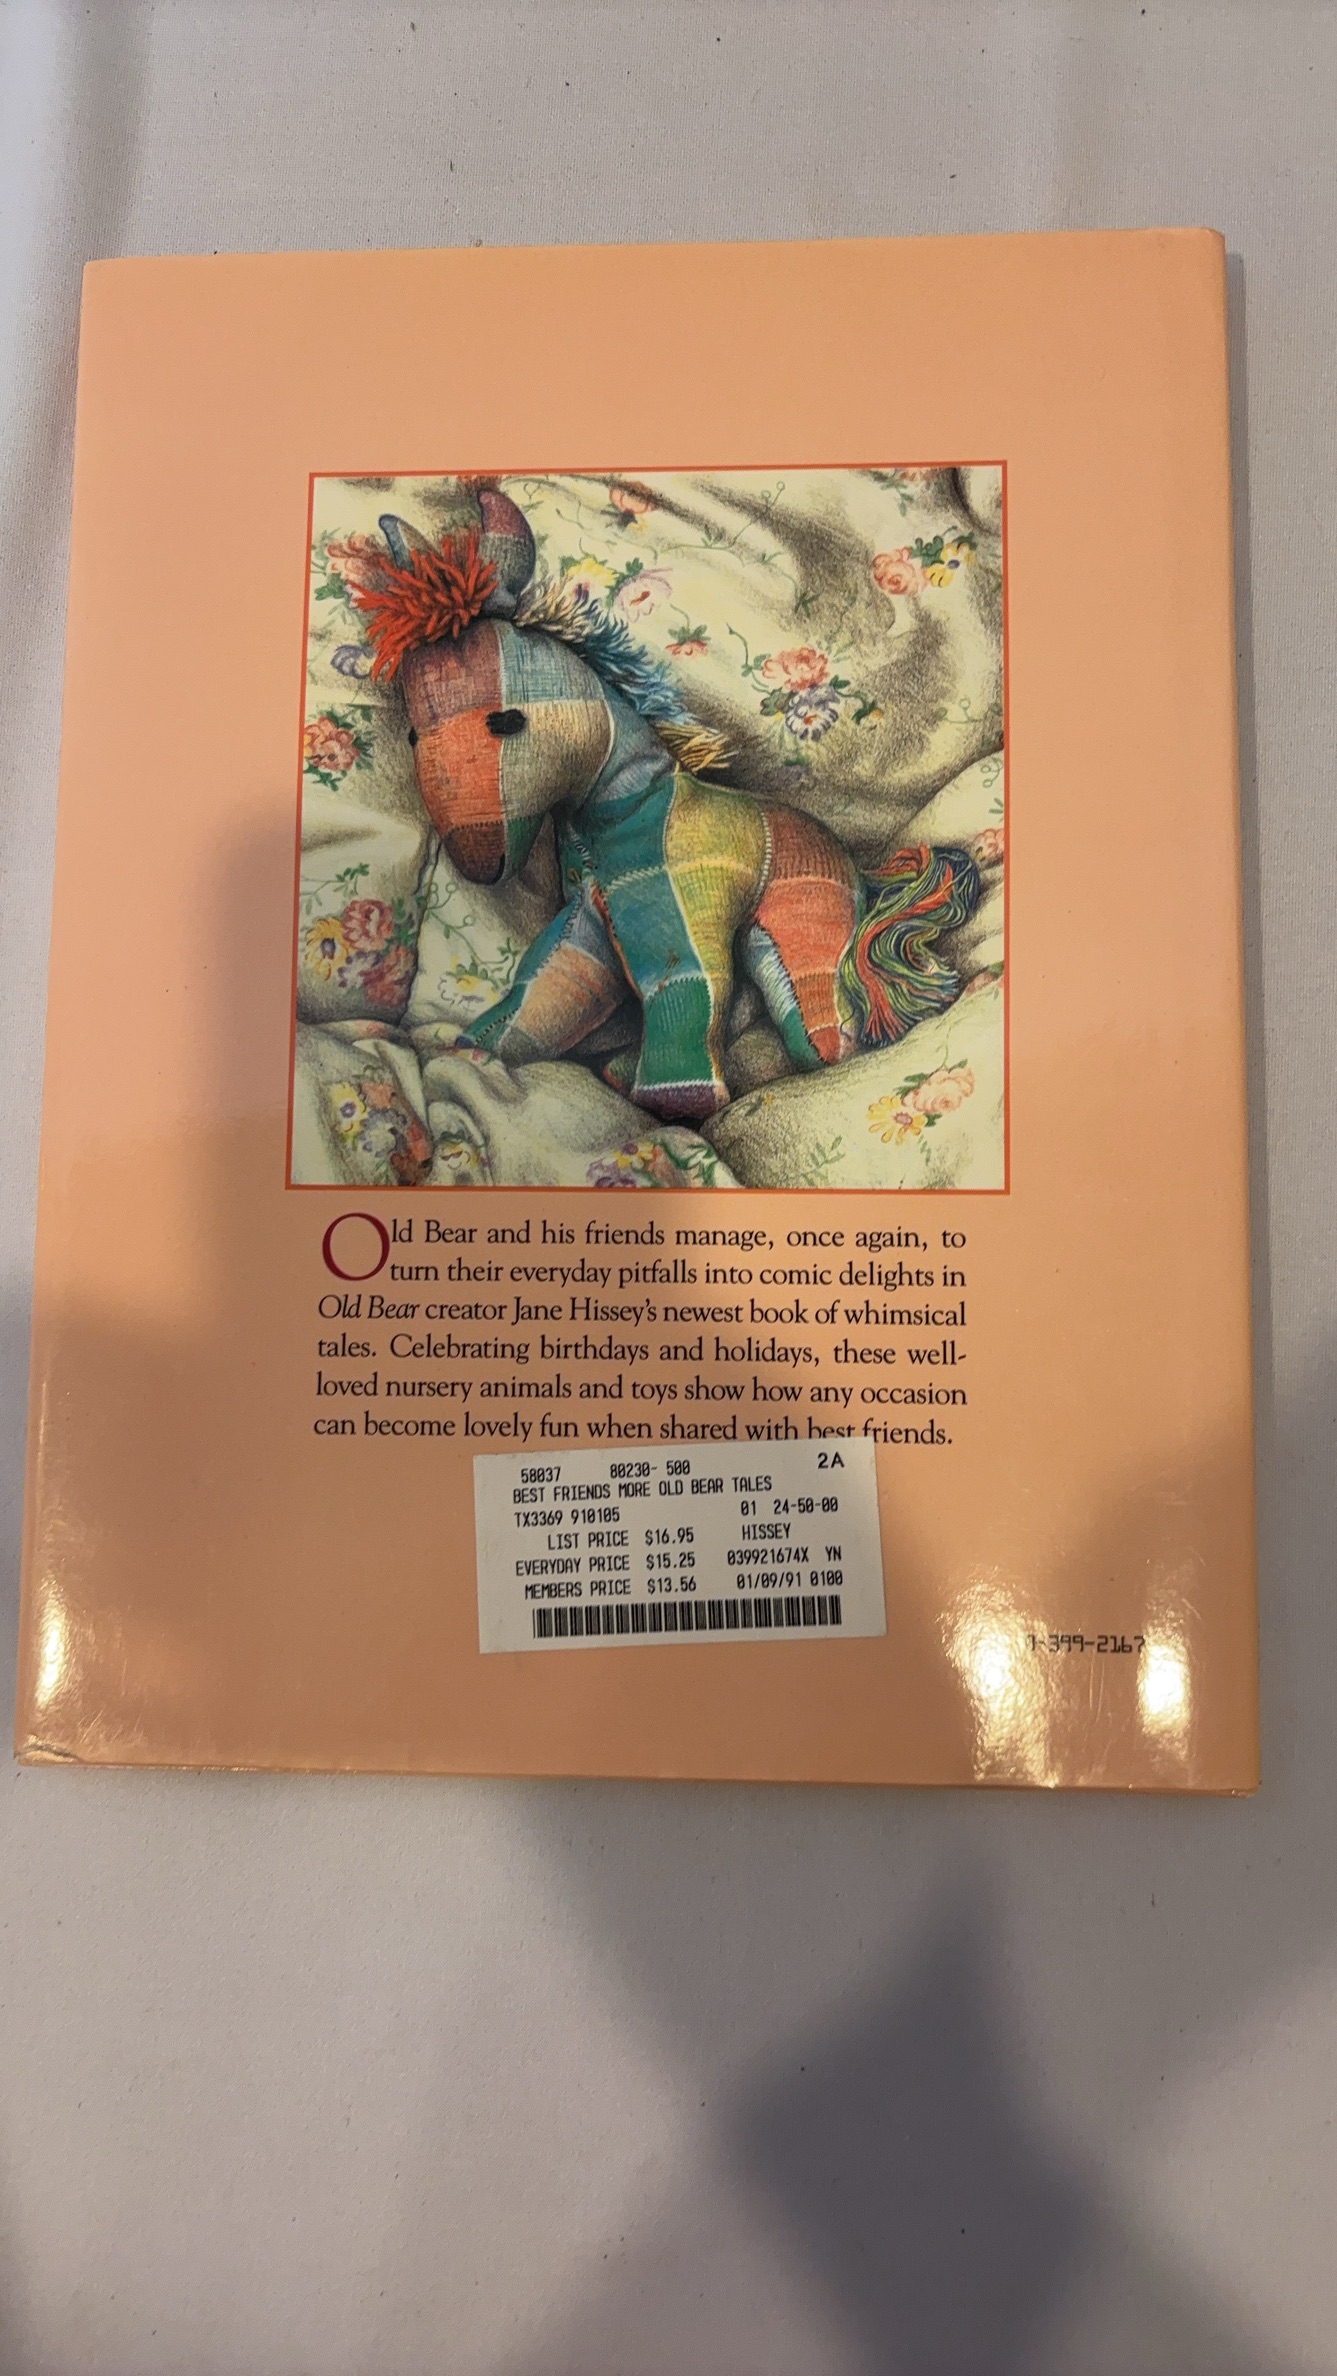 Old Bear and his friends manage, once again, to
turn their everyday pitfalls into comic delights in
Old Bear creator Jane Hissey's newest book of whimsical
tales. Celebrating birthdays and holidays, these well-
loved nursery animals and toys show how any occasion
can become lovely fun when shared with best friends.
58037 80230- 500 2A
BEST FRIENDS MORE OLD BEAR TALES
TX3369 910105 01 24-50-00
LIST PRICE $16.95 HISSEY
EVERYDAY PRICE $15.25 039921674X YN
MEMBERS PRICE $13.56 01/09/91 0100
-399-2167